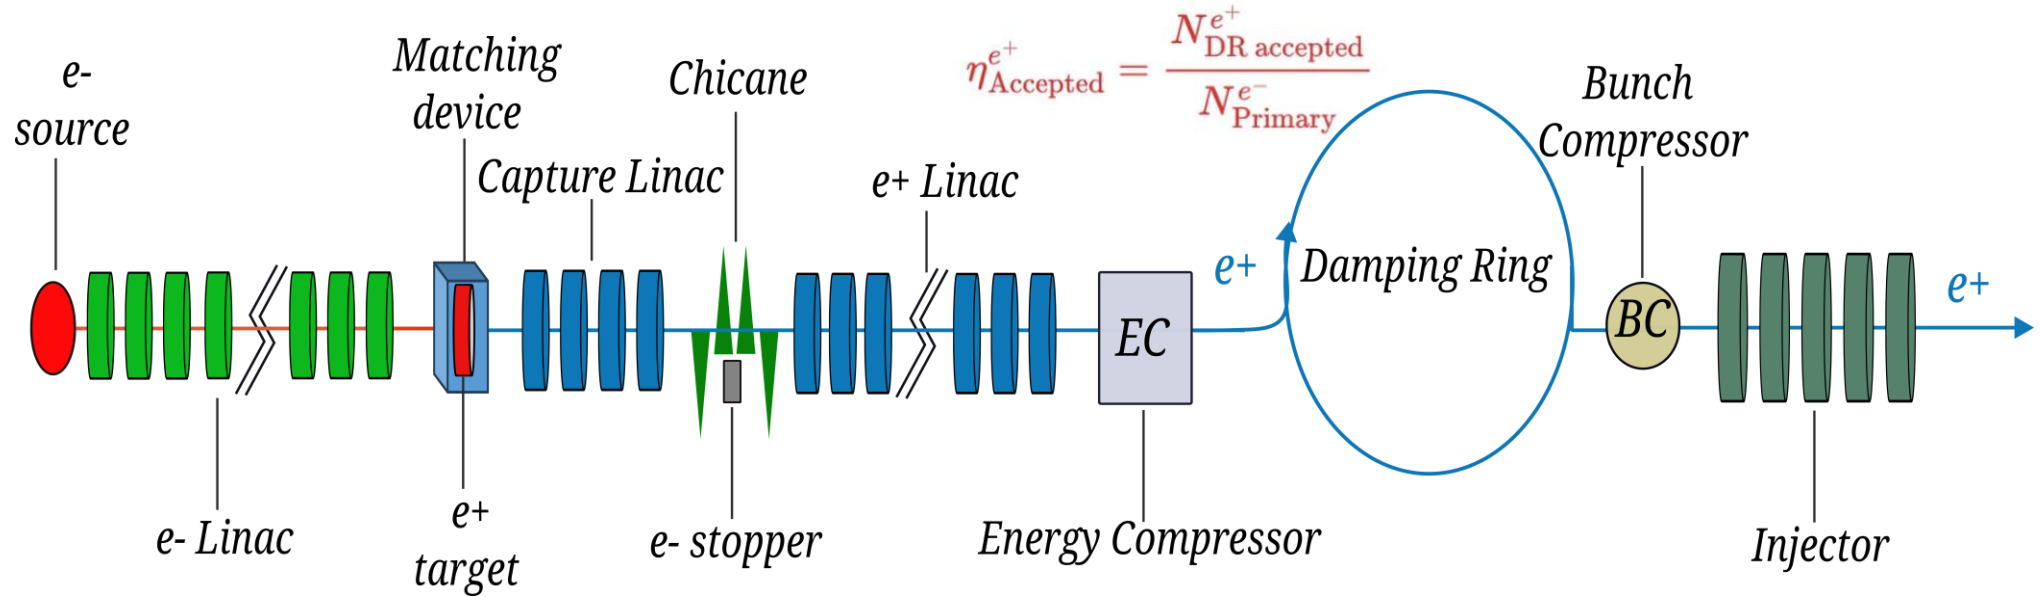 e-
source
Matching
device
Capture Linac
Chicane
η^{e^+}_{Accepted} = \frac{N^{e^+}_{DR accepted}}{N^{e^-}_{Primary}}
e+ Linac
Bunch
Compressor
e+
Damping Ring
EC
BC
e+
e- Linac
e+
target
e- stopper
Energy Compressor
Injector